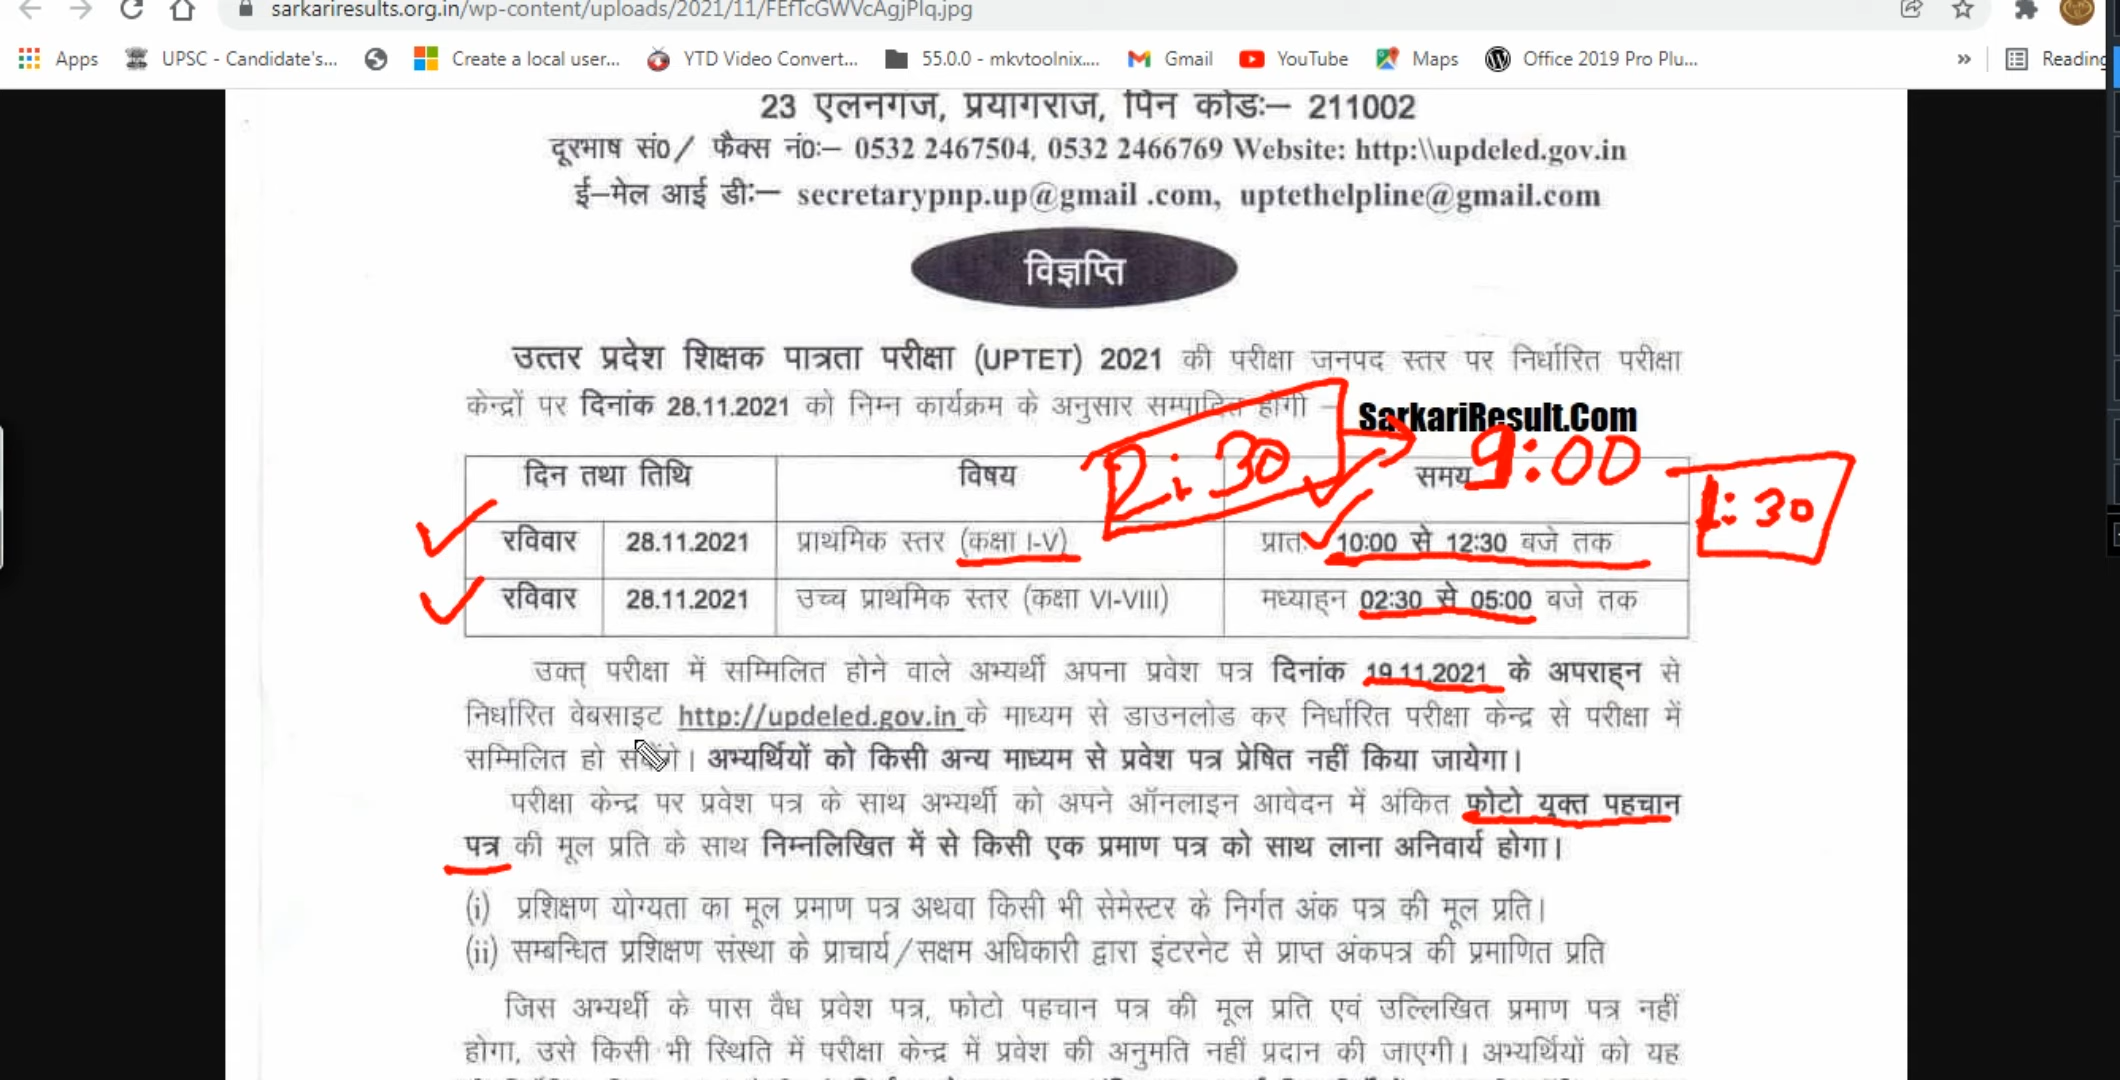 sarkariresults.org.in/wp-content/uploads/2021/11/FEfTcGWVcAgjPlq.jpg
Apps UPSC - Candidate's... Create a local user... YTD Video Convert... 55.0.0 - mkvtoolnix.... Gmail YouTube Maps Office 2019 Pro Plu... » Reading
23 एलनगंज, प्रयागराज, पिन कोडः– 211002
दूरभाष सं0/ फैक्स नं0:– 0532 2467504, 0532 2466769 Website: http:\\updeled.gov.in
ई–मेल आई डीः– secretarypnp.up@gmail .com, uptethelpline@gmail.com
विज्ञप्ति
उत्तर प्रदेश शिक्षक पात्रता परीक्षा (UPTET) 2021 की परीक्षा जनपद स्तर पर निर्धारित परीक्षा
केन्द्रों पर दिनांक 28.11.2021 को निम्न कार्यक्रम के अनुसार सम्पादित होगी –
SarkariResult.Com
दिन तथा तिथि विषय 2:30 समय 9:00
1:30
रविवार 28.11.2021 प्राथमिक स्तर (कक्षा I-V) प्रातः 10:00 से 12:30 बजे तक
रविवार 28.11.2021 उच्च प्राथमिक स्तर (कक्षा VI-VIII) मध्याह्न 02:30 से 05:00 बजे तक
उक्त् परीक्षा में सम्मिलित होने वाले अभ्यर्थी अपना प्रवेश पत्र दिनांक 19.11.2021 के अपराह्न से
निर्धारित वेबसाइट http://updeled.gov.in के माध्यम से डाउनलोड कर निर्धारित परीक्षा केन्द्र से परीक्षा में
सम्मिलित हो सकेंगे। अभ्यर्थियों को किसी अन्य माध्यम से प्रवेश पत्र प्रेषित नहीं किया जायेगा।
परीक्षा केन्द्र पर प्रवेश पत्र के साथ अभ्यर्थी को अपने ऑनलाइन आवेदन में अंकित फोटो युक्त पहचान
पत्र की मूल प्रति के साथ निम्नलिखित में से किसी एक प्रमाण पत्र को साथ लाना अनिवार्य होगा।
(i) प्रशिक्षण योग्यता का मूल प्रमाण पत्र अथवा किसी भी सेमेस्टर के निर्गत अंक पत्र की मूल प्रति।
(ii) सम्बन्धित प्रशिक्षण संस्था के प्राचार्य/सक्षम अधिकारी द्वारा इंटरनेट से प्राप्त अंकपत्र की प्रमाणित प्रति
जिस अभ्यर्थी के पास वैध प्रवेश पत्र, फोटो पहचान पत्र की मूल प्रति एवं उल्लिखित प्रमाण पत्र नहीं
होगा, उसे किसी भी स्थिति में परीक्षा केन्द्र में प्रवेश की अनुमति नहीं प्रदान की जाएगी। अभ्यर्थियों को यह